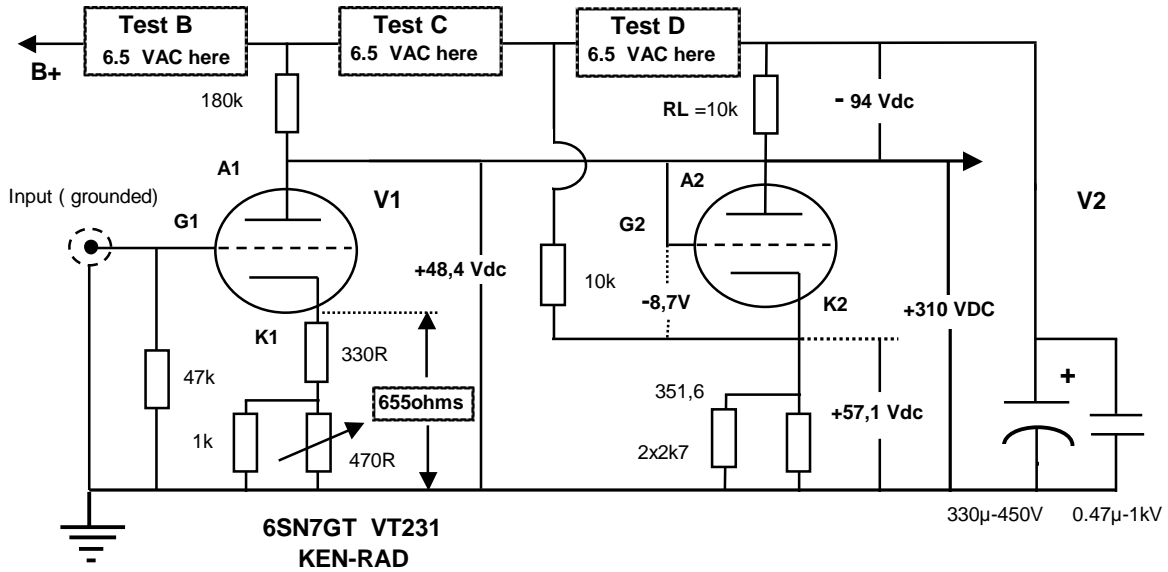 Test B
6.5 VAC here
Test C
6.5 VAC here
Test D
6.5 VAC here
B+
180k
RL =10k
- 94 Vdc
A1
A2
Input ( grounded)
V1
V2
G1
G2
+48,4 Vdc
10k
-8,7V
K2
+310 VDC
K1
330R
47k
655ohms
351,6
+57,1 Vdc
+
1k
470R
2x2k7
330µ-450V
0.47µ-1kV
6SN7GT VT231
KEN-RAD